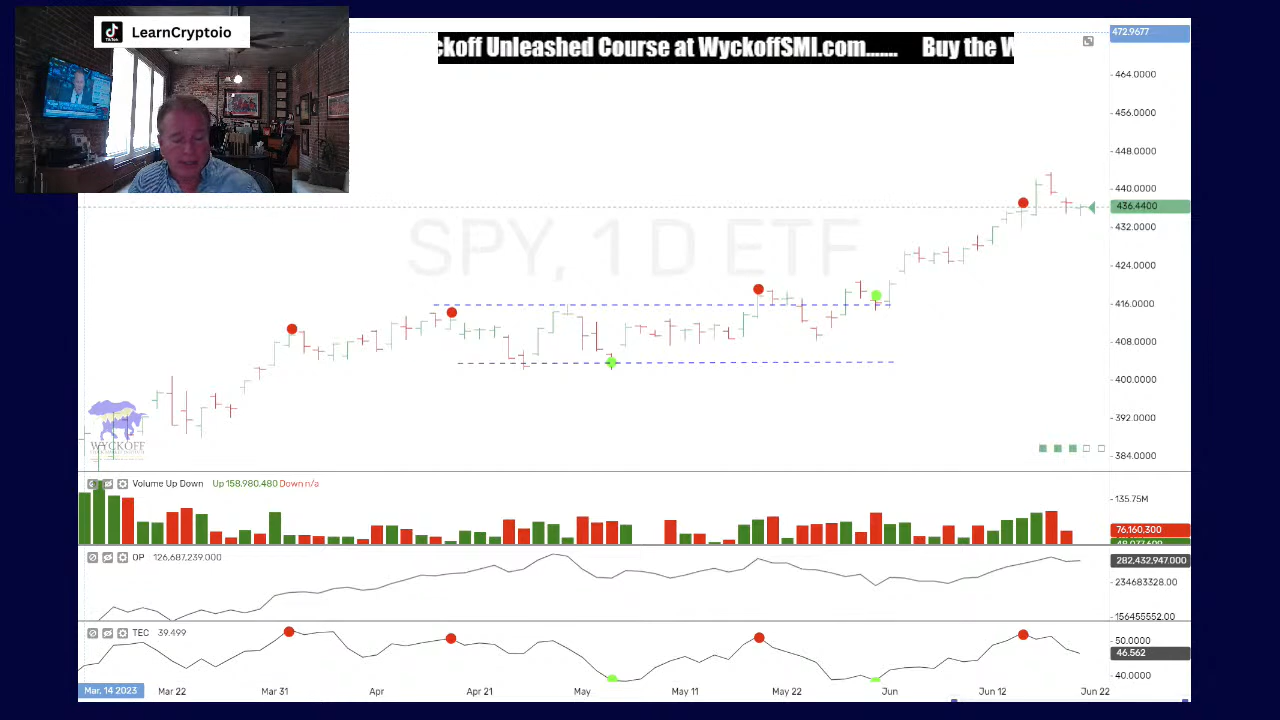 LearnCryptoio
TikTok
ckoff Unleashed Course at WyckoffSMI.com....... Buy the W
472.9677
464.0000
456.0000
448.0000
440.0000
436.4400
432.0000
424.0000
416.0000
408.0000
400.0000
392.0000
384.0000
SPY, 1 D ETF
WYCKOFF
Volume Up Down Up 158,980,480 Down n/a
135.75M
76,160,300
OP 126,687,239.000
282,432,947.000
234683328.00
156455552.00
TEC 39.499
50.0000
46.562
40.0000
Mar, 14 2023 Mar 22 Mar 31 Apr Apr 21 May May 11 May 22 Jun Jun 12 Jun 22